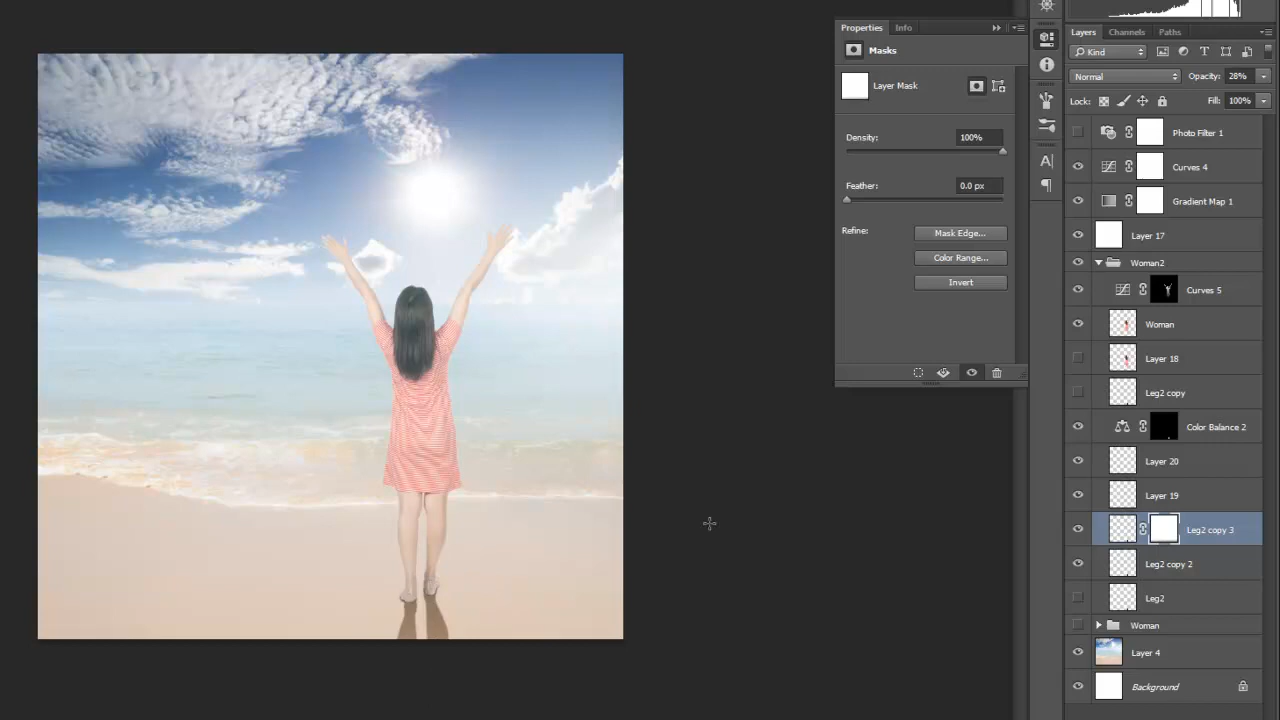 Properties Info
Masks
Layer Mask
Density: 100%
Feather: 0.0 px
Refine: Mask Edge...
Color Range...
Invert
A
Layers Channels Paths
Kind T
Normal Opacity: 28%
Lock: Fill: 100%
Photo Filter 1
Curves 4
Gradient Map 1
Layer 17
Woman2
Curves 5
Woman
Layer 18
Leg2 copy
Color Balance 2
Layer 20
Layer 19
Leg2 copy 3
Leg2 copy 2
Leg2
Woman
Layer 4
Background